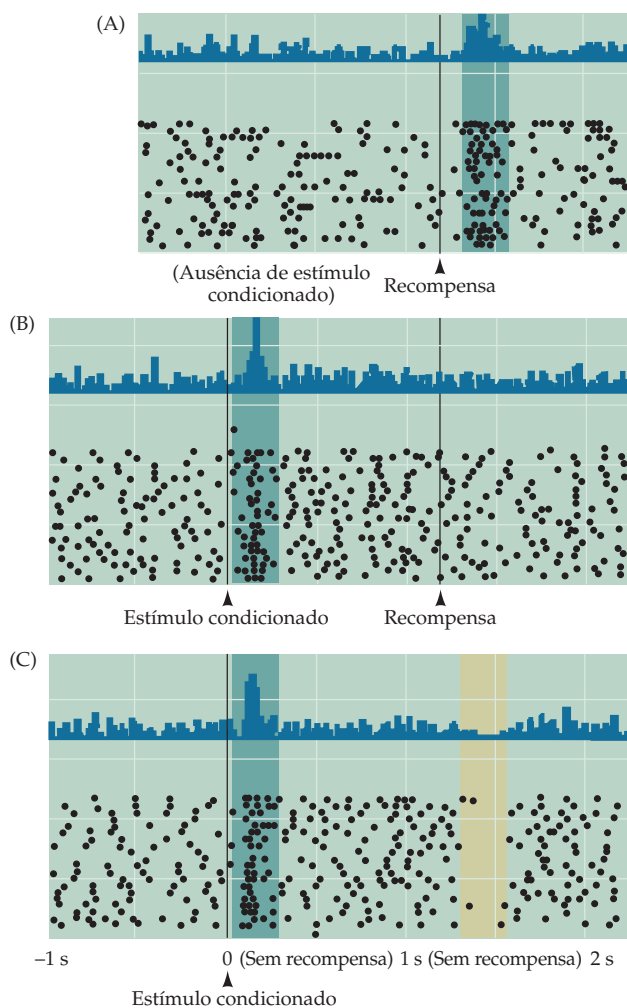 (A)
(Ausência de estímulo
condicionado)
Recompensa
(B)
Estímulo condicionado
Recompensa
(C)
–1 s 0 (Sem recompensa) 1 s (Sem recompensa) 2 s
Estímulo condicionado